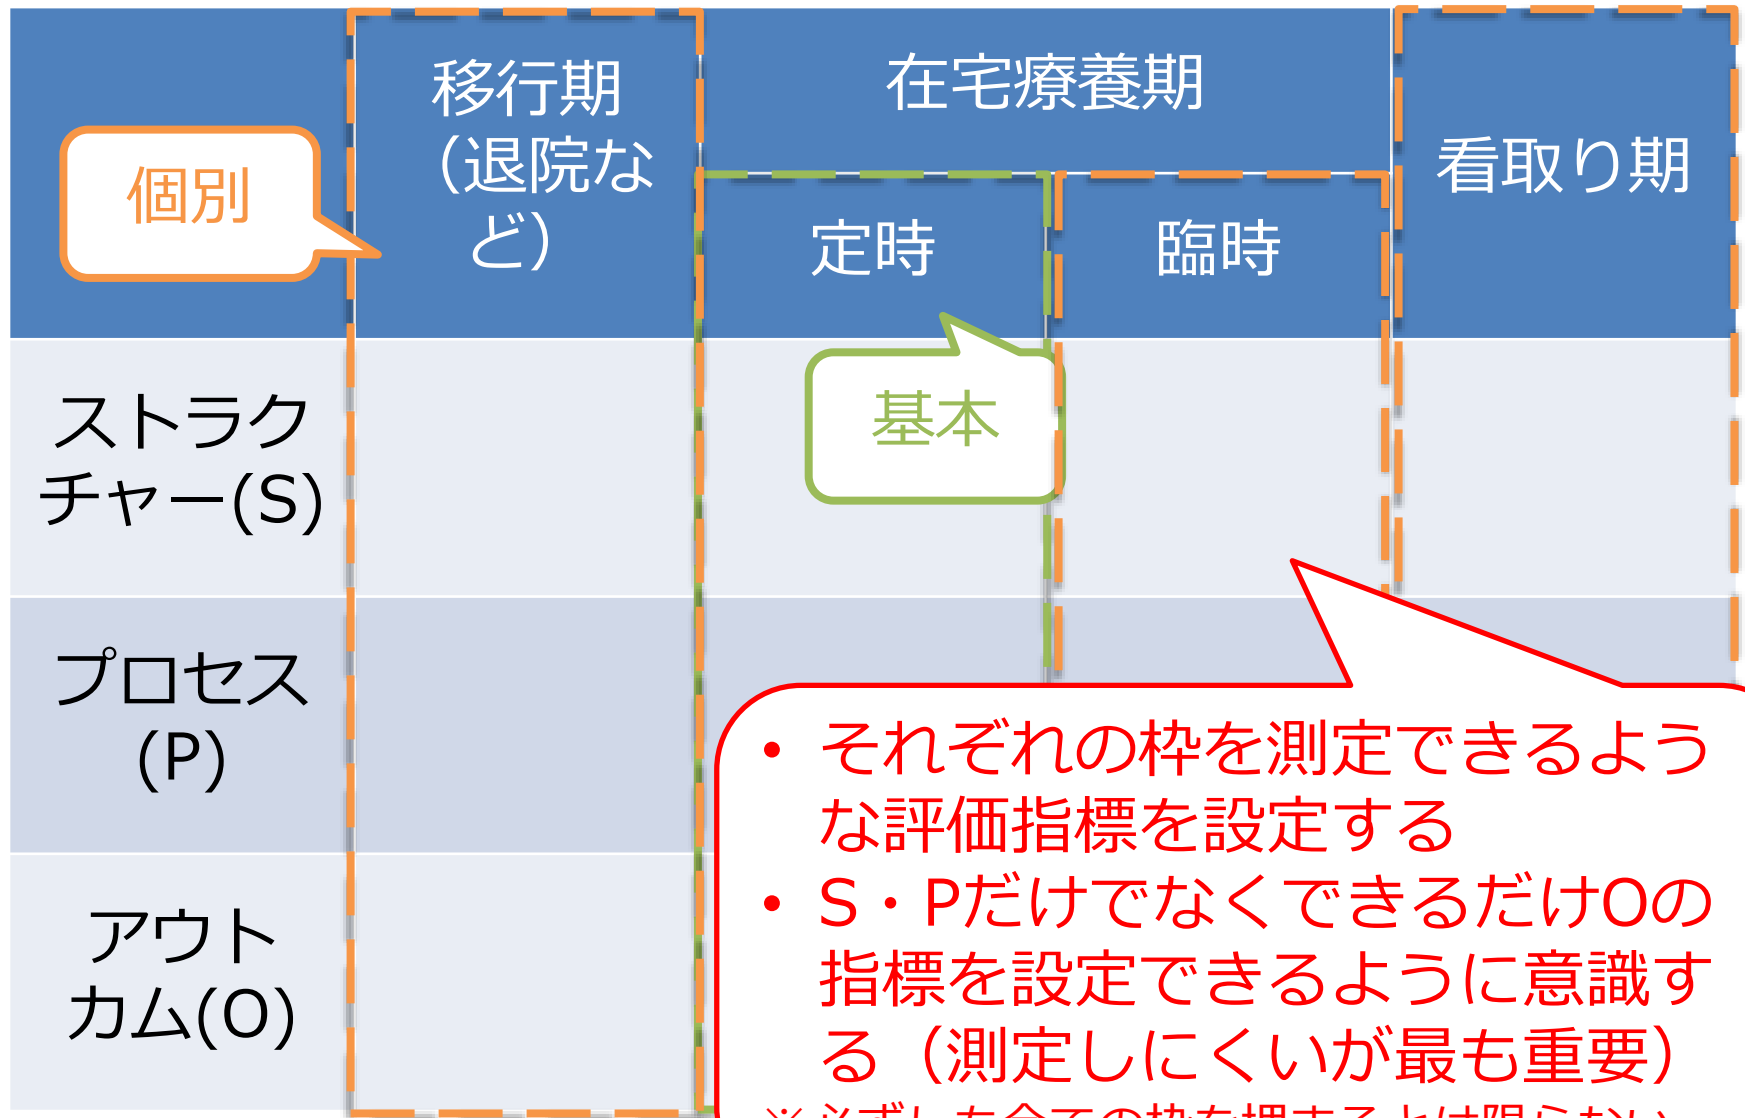 移行期
（退院な
ど）
在宅療養期
看取り期
定時
臨時
個別
基本
ストラク
チャー(S)
プロセス
(P)
アウト
カム(O)
• それぞれの枠を測定できるよう
な評価指標を設定する
• S・PだけでなくできるだけOの
指標を設定できるように意識す
る（測定しにくいが最も重要）